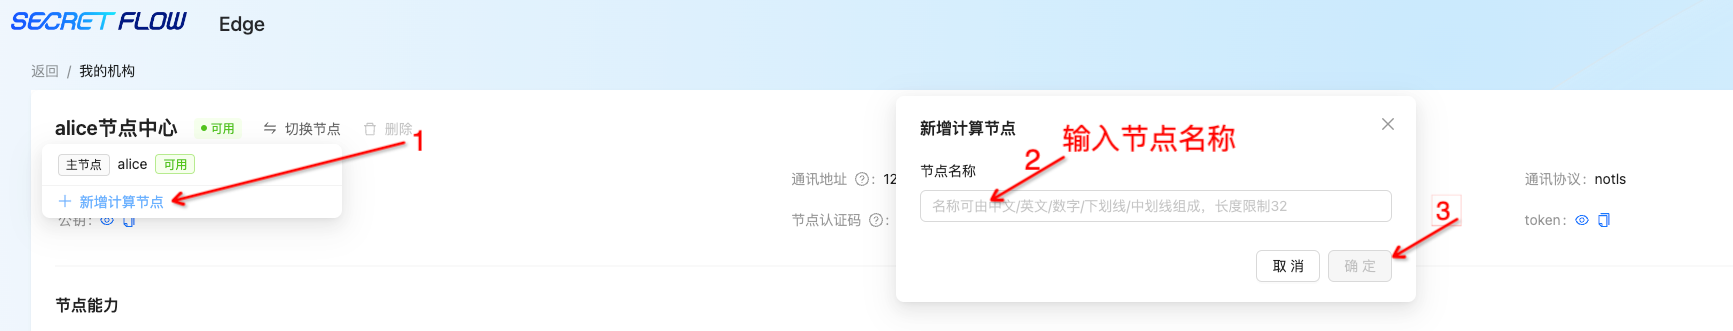 SECRET FLOW Edge
返回 / 我的机构
alice节点中心 可用 切换节点 删除
1
主节点 alice 可用
新增计算节点
公钥：
通讯地址 ：12
节点认证码 ：
通讯协议：notls
token：
新增计算节点
输入节点名称
2
节点名称
名称可由中文/英文/数字/下划线/中划线组成，长度限制32
3
取 消 确 定
节点能力